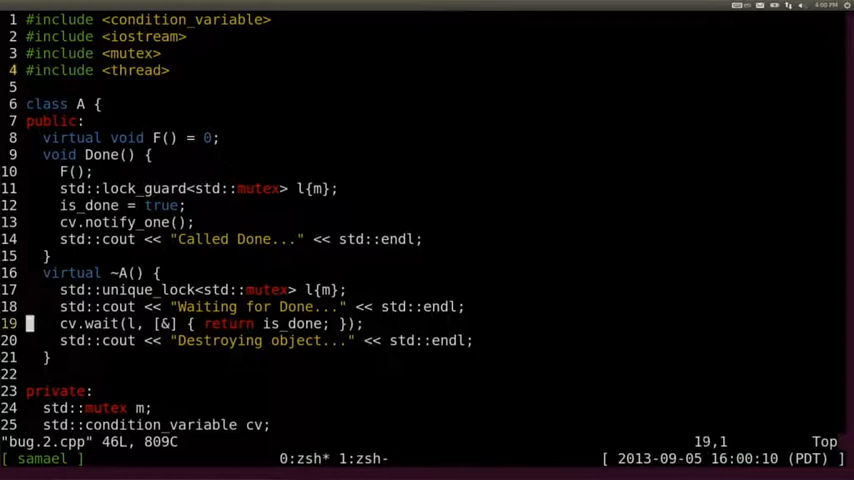 4:00 PM
1 #include <condition_variable>
2 #include <iostream>
3 #include <mutex>
4 #include <thread>
5
6 class A {
7 public:
8   virtual void F() = 0;
9   void Done() {
10     F();
11     std::lock_guard<std::mutex> l{m};
12     is_done = true;
13     cv.notify_one();
14     std::cout << "Called Done..." << std::endl;
15   }
16   virtual ~A() {
17     std::unique_lock<std::mutex> l{m};
18     std::cout << "Waiting for Done..." << std::endl;
19     cv.wait(l, [&] { return is_done; });
20     std::cout << "Destroying object..." << std::endl;
21   }
22
23 private:
24   std::mutex m;
25   std::condition_variable cv;
"bug.2.cpp" 46L, 809C 19,1 Top
[ samael ] 0:zsh* 1:zsh- [ 2013-09-05 16:00:10 (PDT) ]